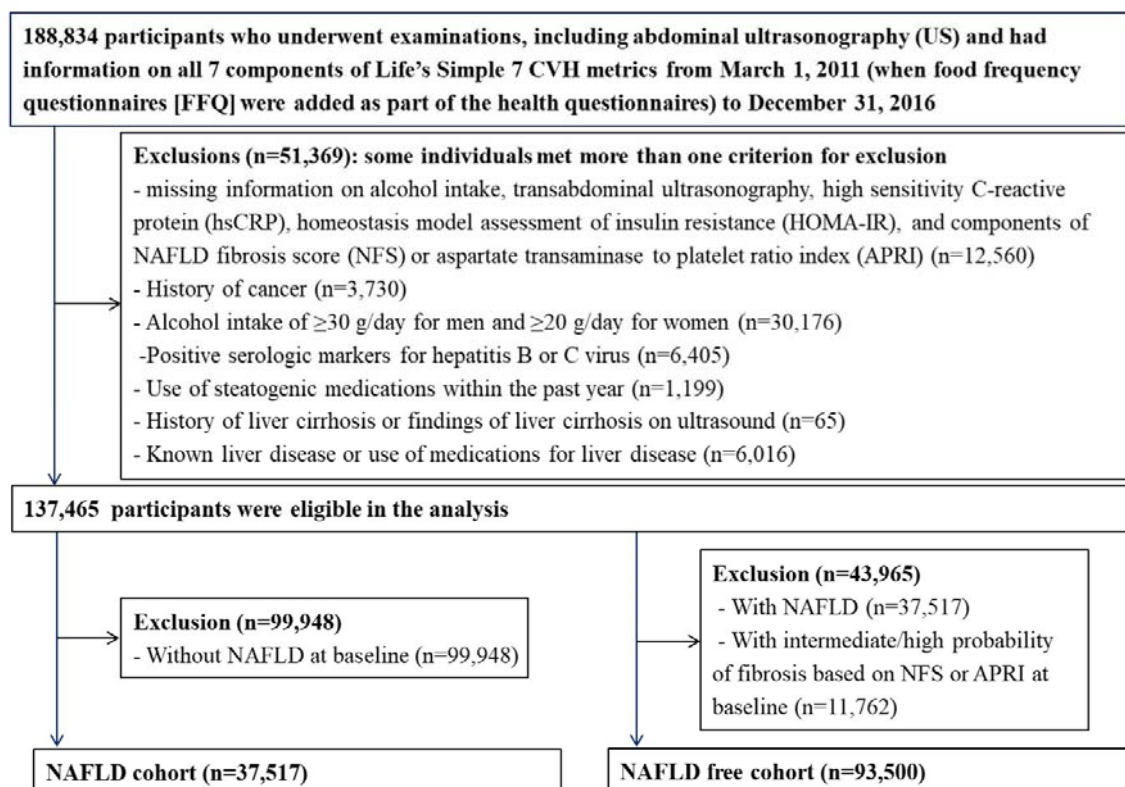 188,834 participants who underwent examinations, including abdominal ultrasonography (US) and had
information on all 7 components of Life's Simple 7 CVH metrics from March 1, 2011 (when food frequency
questionnaires [FFQ] were added as part of the health questionnaires) to December 31, 2016
Exclusions (n=51,369): some individuals met more than one criterion for exclusion
- missing information on alcohol intake, transabdominal ultrasonography, high sensitivity C-reactive
protein (hsCRP), homeostasis model assessment of insulin resistance (HOMA-IR), and components of
NAFLD fibrosis score (NFS) or aspartate transaminase to platelet ratio index (APRI) (n=12,560)
- History of cancer (n=3,730)
- Alcohol intake of ≥30 g/day for men and ≥20 g/day for women (n=30,176)
-Positive serologic markers for hepatitis B or C virus (n=6,405)
- Use of steatogenic medications within the past year (n=1,199)
- History of liver cirrhosis or findings of liver cirrhosis on ultrasound (n=65)
- Known liver disease or use of medications for liver disease (n=6,016)
137,465 participants were eligible in the analysis
Exclusion (n=99,948)
- Without NAFLD at baseline (n=99,948)
Exclusion (n=43,965)
- With NAFLD (n=37,517)
- With intermediate/high probability
of fibrosis based on NFS or APRI at
baseline (n=11,762)
NAFLD cohort (n=37,517)
NAFLD free cohort (n=93,500)